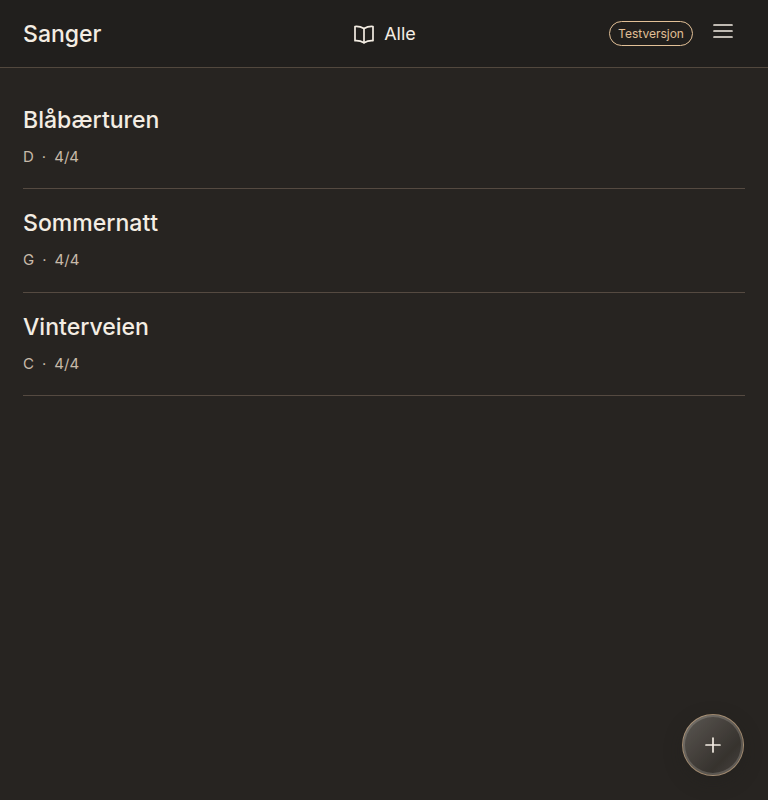 Sanger
Alle
Testversjon
Blåbærturen
D · 4/4
Sommernatt
G · 4/4
Vinterveien
C · 4/4